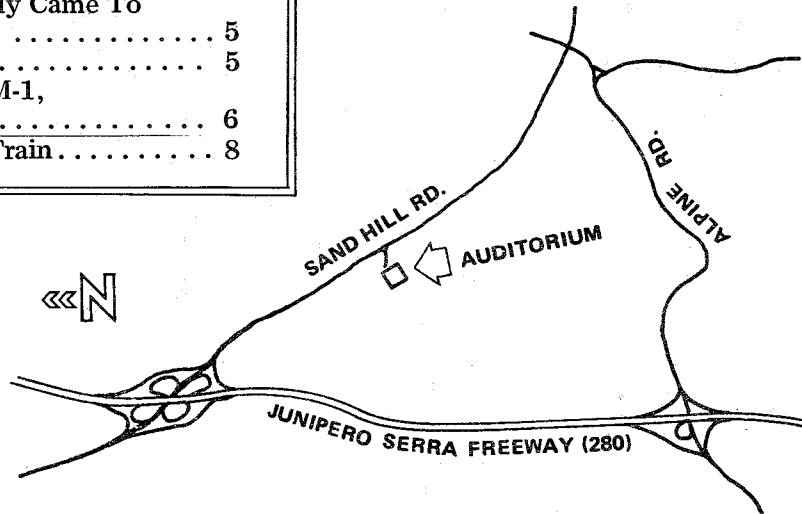 ly Came To
. . . . . . . . . . . . . 5
. . . . . . . . . . . . . . 5
M-1,
. . . . . . . . . . . . . . 6
Train . . . . . . . . . . 8
SAND HILL RD.
ALPINE RD.
AUDITORIUM
N
JUNIPERO SERRA FREEWAY (280)